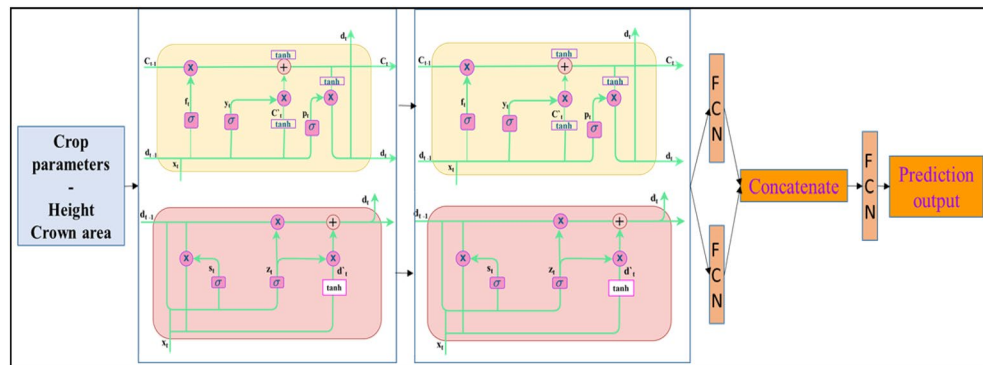 Crop
parameters
-
Height
Crown area
d_t
C_t-1
tanh
x
+
C_t
tanh
f_t
y_t
x
x
C'_t
p_t
σ
σ
tanh
σ
d_t-1
d_t
x_t
d_t
C_t-1
tanh
x
+
C_t
tanh
f_t
y_t
x
x
C'_t
p_t
σ
σ
tanh
σ
d_t-1
d_t
x_t
d_t
d_t-1
x
+
x
s_t
z_t
x
d'_t
σ
σ
tanh
x_t
d_t
d_t-1
x
+
x
s_t
z_t
x
d'_t
σ
σ
tanh
x_t
F
C
N
F
C
N
Concatenate
F
C
N
Prediction
output